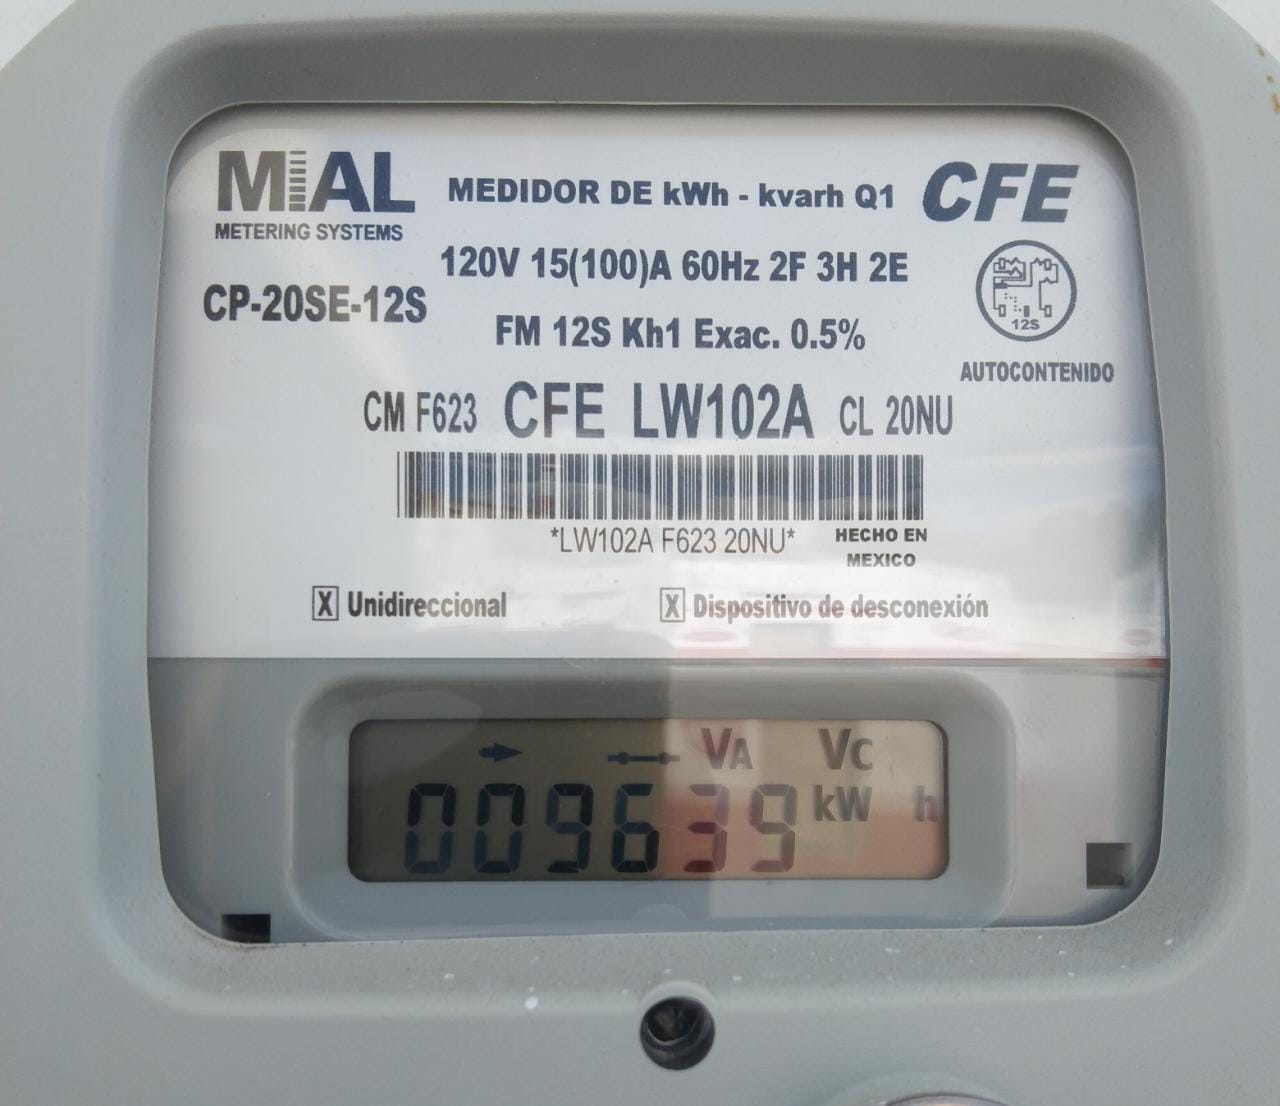 MIAL
METERING SYSTEMS
MEDIDOR DE kWh - kvarh Q1
CFE
120V 15(100)A 60Hz 2F 3H 2E
CP-20SE-12S
12S
FM 12S Kh1 Exac. 0.5%
AUTOCONTENIDO
CM F623 CFE LW102A CL 20NU
*LW102A F623 20NU*
HECHO EN
MEXICO
X Unidireccional
X Dispositivo de desconexión
VA VC
009639 kW h